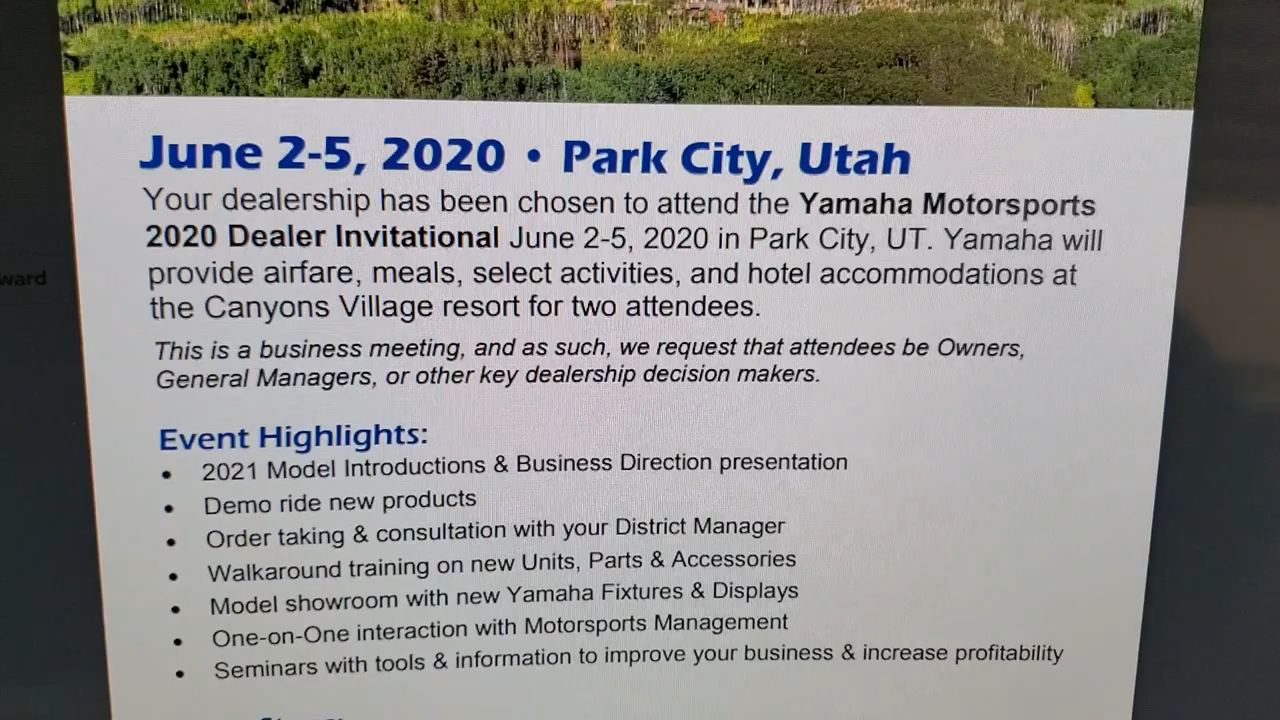 June 2-5, 2020 • Park City, Utah
Your dealership has been chosen to attend the Yamaha Motorsports
2020 Dealer Invitational June 2-5, 2020 in Park City, UT. Yamaha will
provide airfare, meals, select activities, and hotel accommodations at
the Canyons Village resort for two attendees.
This is a business meeting, and as such, we request that attendees be Owners,
General Managers, or other key dealership decision makers.
ward
Event Highlights:
• 2021 Model Introductions & Business Direction presentation
• Demo ride new products
• Order taking & consultation with your District Manager
• Walkaround training on new Units, Parts & Accessories
• Model showroom with new Yamaha Fixtures & Displays
• One-on-One interaction with Motorsports Management
• Seminars with tools & information to improve your business & increase profitability